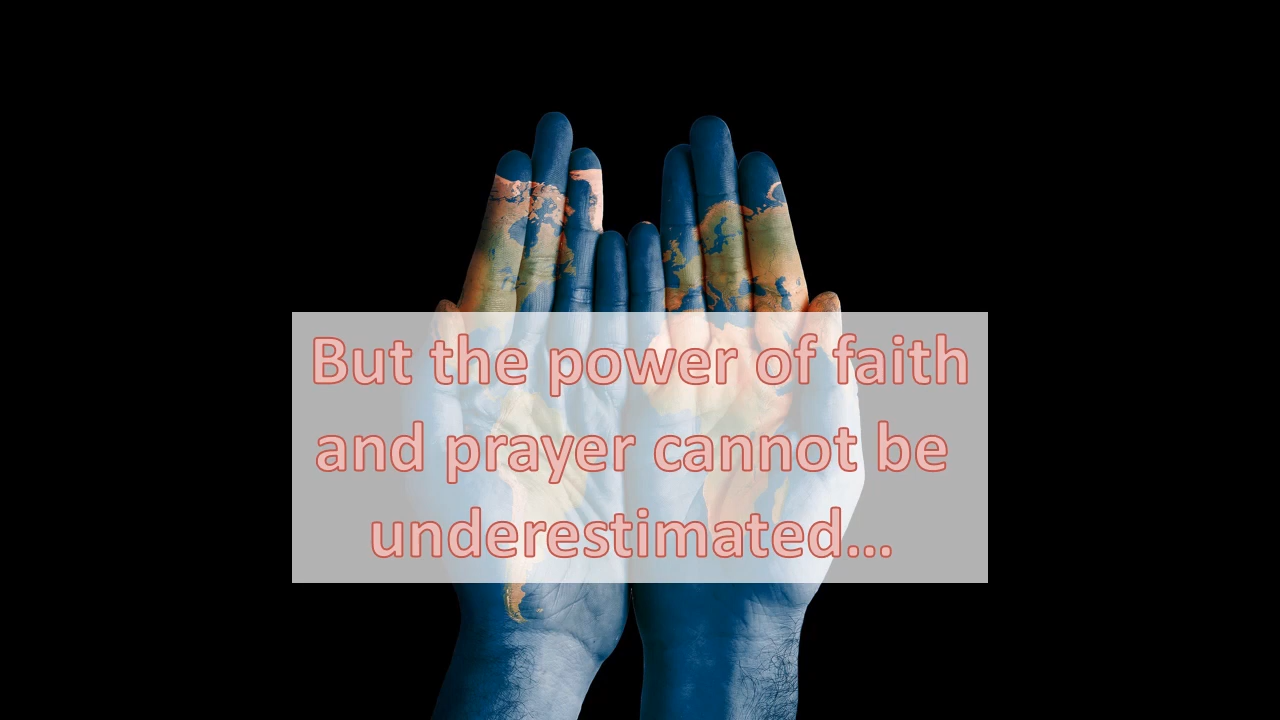 But the power of faith
and prayer cannot be
underestimated…